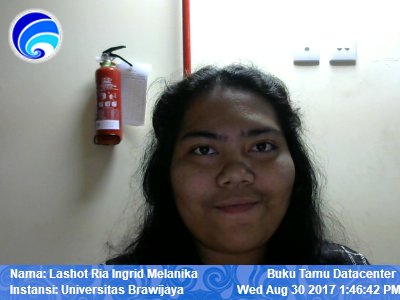 Nama: Lashot Ria Ingrid Melanika Buku Tamu Datacenter
Instansi: Universitas Brawijaya Wed Aug 30 2017 1:46:42 PM